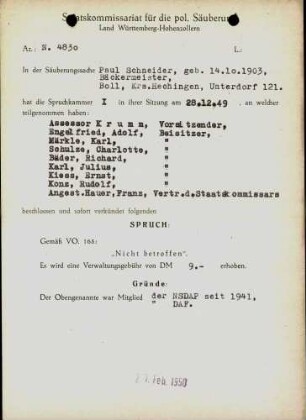 Staatskommissariat für die pol. Säuberung
Land Württemberg-Hohenzollern
Az.: N. 4830 L:
In der Säuberungssache Paul Schneider, geb. 14.10.1903,
Bäckermeister,
Boll, Krs.Hechingen, Unterdorf 121.
hat die Spruchkammer I in ihrer Sitzung am 28.12.49, an welcher
teilgenommen haben:
Assessor K r u m m, Vorsitzender,
Engelfried, Adolf, Beisitzer,
Märkle, Karl, "
Schulze, Charlotte, "
Bäder, Richard, "
Karl, Julius, "
Kiess, Ernst, "
Konz, Rudolf, "
Angest.Hauer,Franz, Vertr.d.Staatskommissars
beschlossen und sofort verkündet folgenden
SPRUCH:
Gemäß VO. 165:
„Nicht betroffen".
Es wird eine Verwaltungsgebühr von DM 9.- erhoben.
Gründe:
Der Obengenannte war Mitglied der NSDAP seit 1941,
" DAF.
Feb. 1950